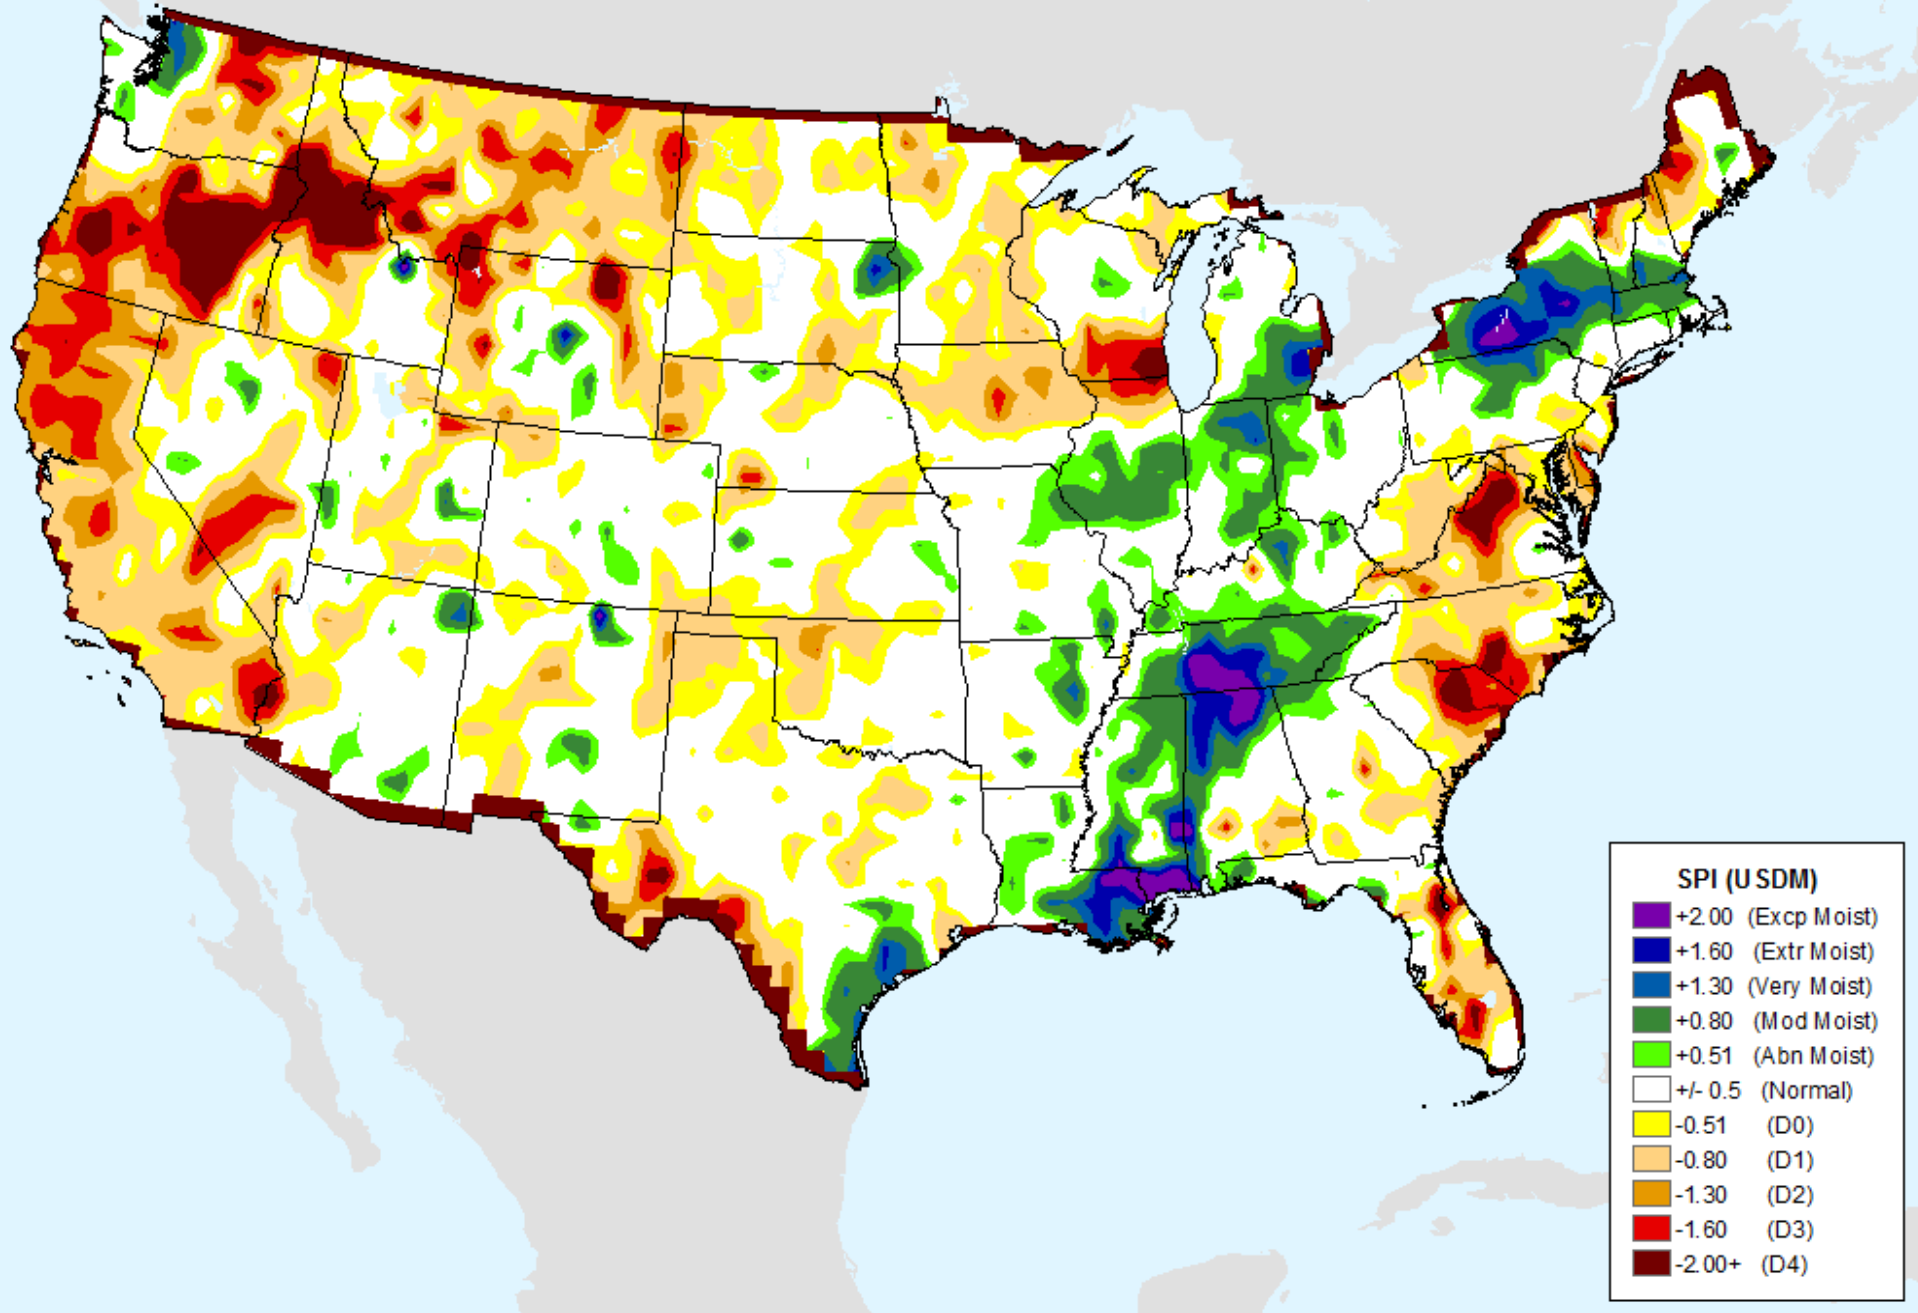 SPI (USDM)
+2.00 (Excp Moist)
+1.60 (Extr Moist)
+1.30 (Very Moist)
+0.80 (Mod Moist)
+0.51 (Abn Moist)
+/- 0.5 (Normal)
-0.51 (D0)
-0.80 (D1)
-1.30 (D2)
-1.60 (D3)
-2.00+ (D4)